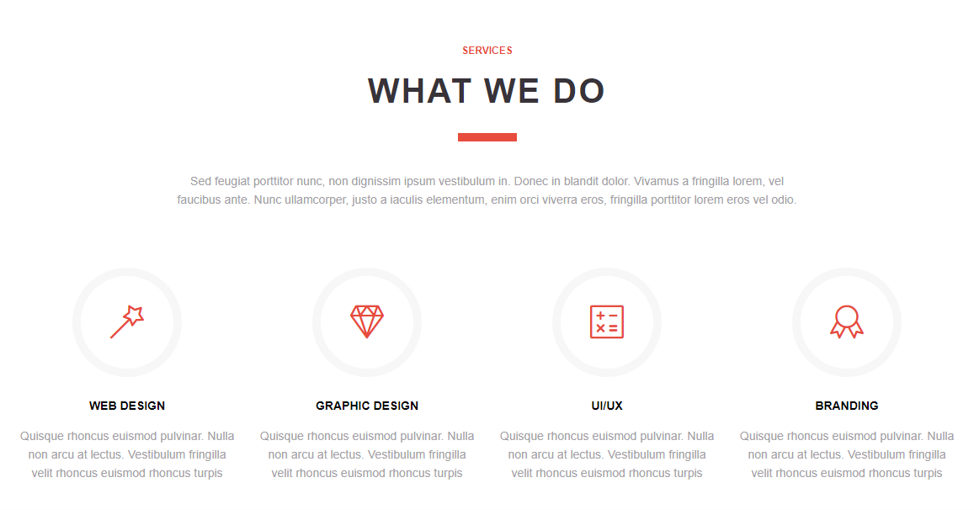 SERVICES
WHAT WE DO
Sed feugiat porttitor nunc, non dignissim ipsum vestibulum in. Donec in blandit dolor. Vivamus a fringilla lorem, vel
faucibus ante. Nunc ullamcorper, justo a iaculis elementum, enim orci viverra eros, fringilla porttitor lorem eros vel odio.
WEB DESIGN
Quisque rhoncus euismod pulvinar. Nulla
non arcu at lectus. Vestibulum fringilla
velit rhoncus euismod rhoncus turpis
GRAPHIC DESIGN
Quisque rhoncus euismod pulvinar. Nulla
non arcu at lectus. Vestibulum fringilla
velit rhoncus euismod rhoncus turpis
UI/UX
Quisque rhoncus euismod pulvinar. Nulla
non arcu at lectus. Vestibulum fringilla
velit rhoncus euismod rhoncus turpis
BRANDING
Quisque rhoncus euismod pulvinar. Nulla
non arcu at lectus. Vestibulum fringilla
velit rhoncus euismod rhoncus turpis